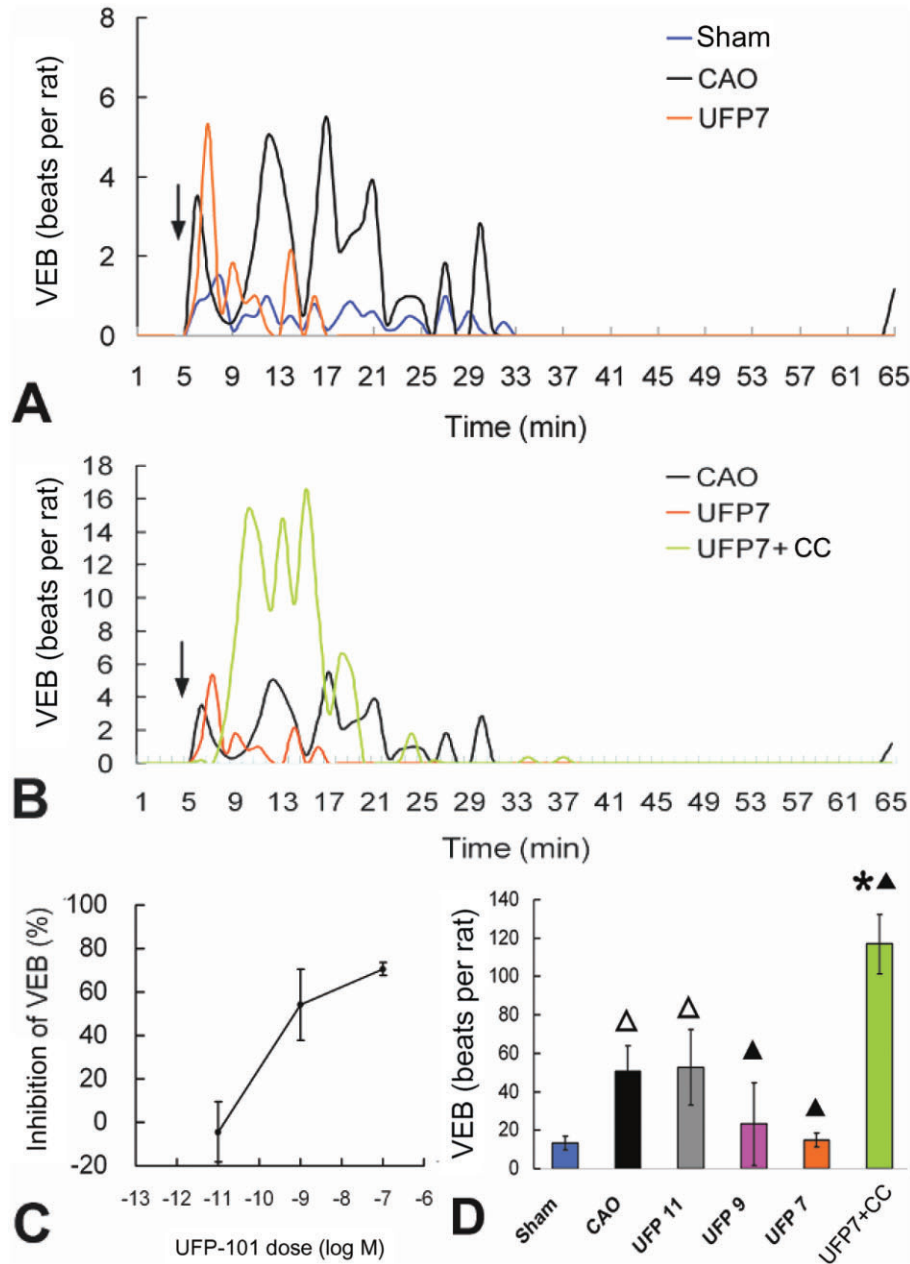 8
6
4
2
0
VEB (beats per rat)
Sham
CAO
UFP7
1 5 9 13 17 21 25 29 33 37 41 45 49 53 57 61 65
Time (min)
A
18
16
14
12
10
8
6
4
2
0
VEB (beats per rat)
CAO
UFP7
UFP7+ CC
1 5 9 13 17 21 25 29 33 37 41 45 49 53 57 61 65
Time (min)
B
100
80
60
40
20
0
-20
Inhibition of VEB (%)
-13 -12 -11 -10 -9 -8 -7 -6
UFP-101 dose (log M)
C
140
120
100
80
60
40
20
0
VEB (beats per rat)
*▲
Δ
Δ
▲
▲
Sham CAO UFP 11 UFP 9 UFP 7 UFP7+CC
D